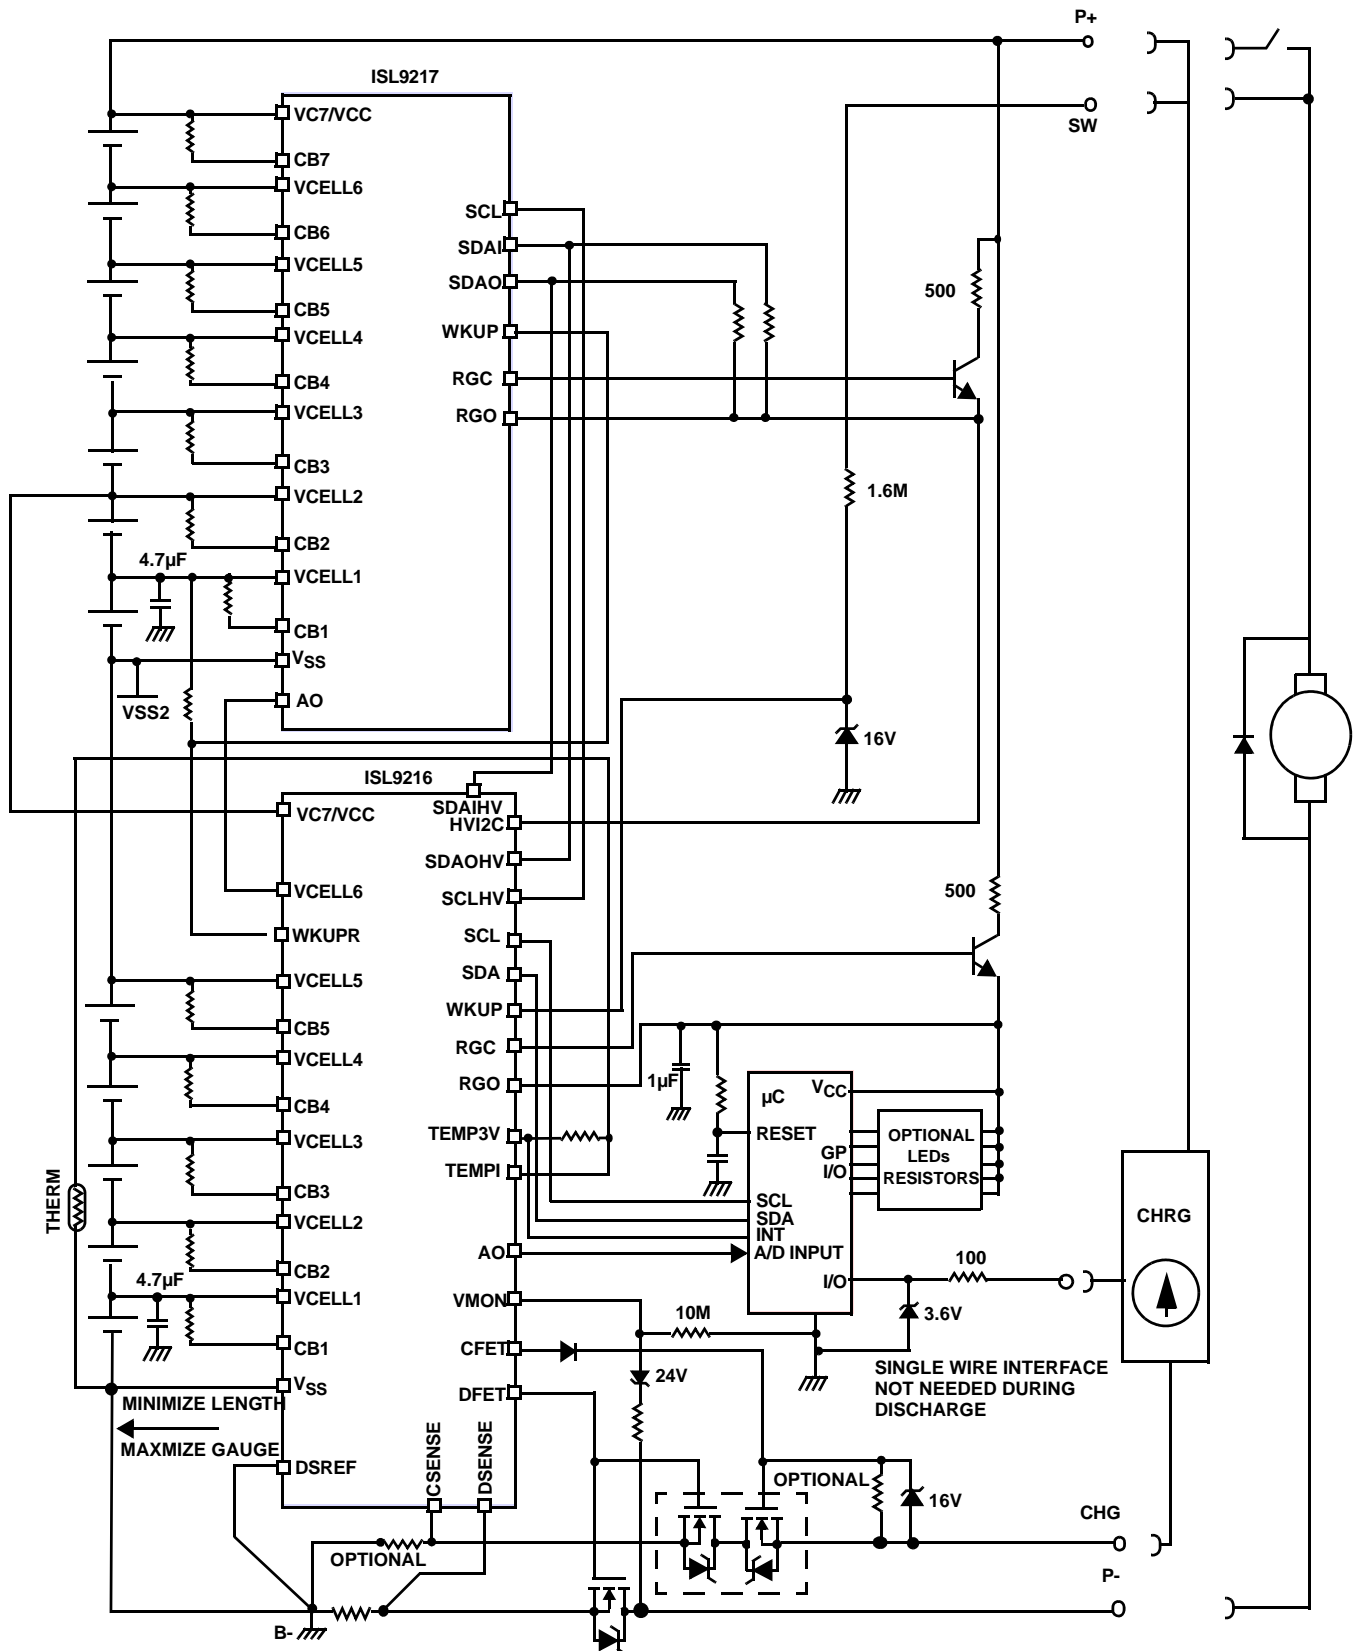 P+
ISL9217
SW
VC7/VCC
CB7
VCELL6
CB6
VCELL5
CB5
VCELL4
CB4
VCELL3
CB3
VCELL2
CB2
4.7µF
VCELL1
CB1
VSS
VSS2
AO
SCL
SDAI
SDAO
WKUP
RGC
RGO
500
1.6M
16V
ISL9216
VC7/VCC
VCELL6
WKUPR
VCELL5
CB5
VCELL4
CB4
VCELL3
CB3
VCELL2
CB2
4.7µF
VCELL1
CB1
VSS
THERM
MINIMIZE LENGTH
MAXMIZE GAUGE
DSREF
CSENSE
DSENSE
SDAIHV
HVI2C
SDAOHV
SCLHV
SCL
SDA
WKUP
RGC
RGO
TEMP3V
TEMPI
AO
VMON
CFET
DFET
500
1µF
µC
VCC
RESET
GP
I/O
SCL
SDA
INT
A/D INPUT
I/O
OPTIONAL
LEDs
RESISTORS
100
3.6V
10M
24V
SINGLE WIRE INTERFACE
NOT NEEDED DURING
DISCHARGE
CHRG
OPTIONAL
16V
CHG
OPTIONAL
P-
B-